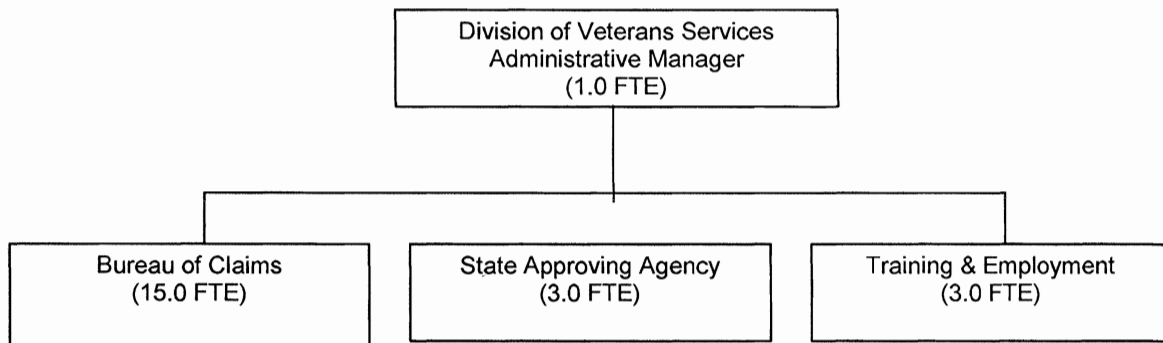 Division of Veterans Services
Administrative Manager
(1.0 FTE)
Bureau of Claims
(15.0 FTE)
State Approving Agency
(3.0 FTE)
Training & Employment
(3.0 FTE)